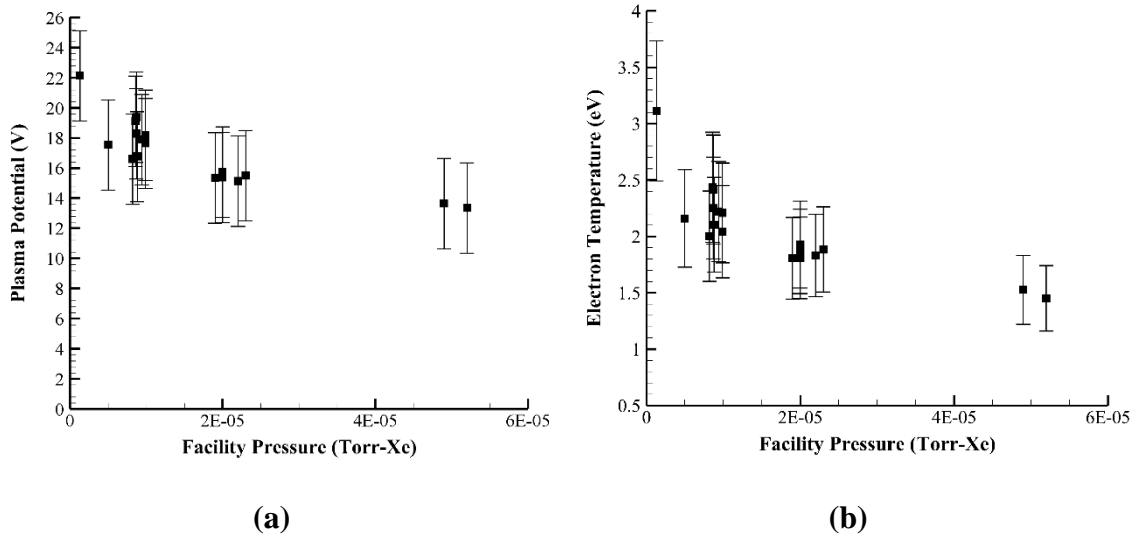 26
24
22
20
18
16
14
12
10
8
6
4
2
0
Plasma Potential (V)
0 2E-05 4E-05 6E-05
Facility Pressure (Torr-Xe)
(a)
4
3.5
3
2.5
2
1.5
1
0.5
Electron Temperature (eV)
0 2E-05 4E-05 6E-05
Facility Pressure (Torr-Xe)
(b)